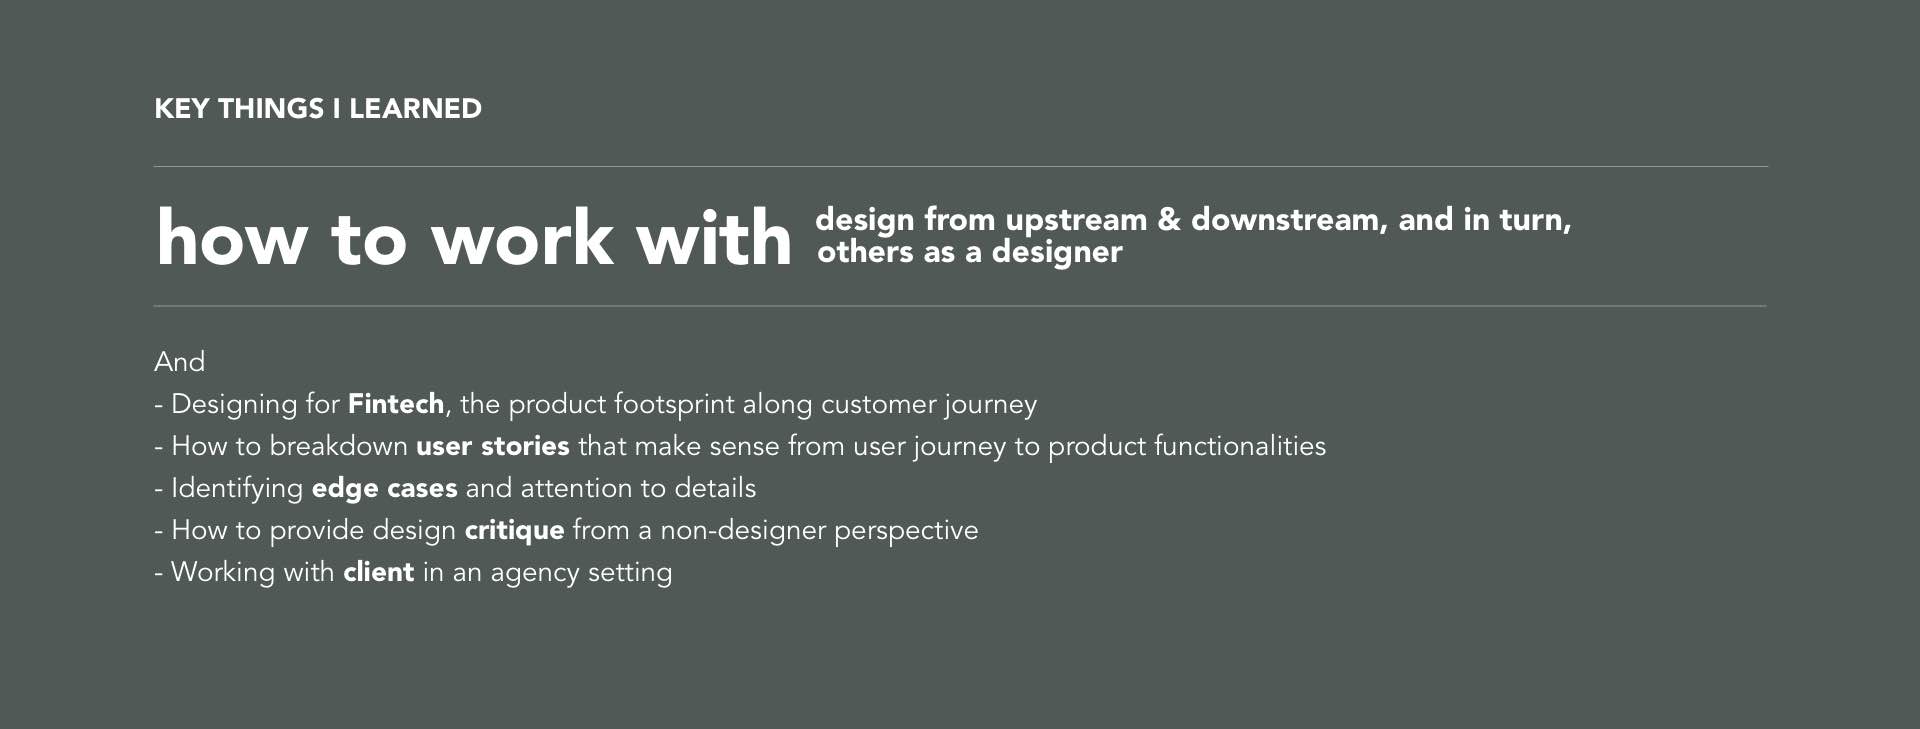 KEY THINGS I LEARNED
how to work with design from upstream & downstream, and in turn,
others as a designer
And
- Designing for Fintech, the product footsprint along customer journey
- How to breakdown user stories that make sense from user journey to product functionalities
- Identifying edge cases and attention to details
- How to provide design critique from a non-designer perspective
- Working with client in an agency setting